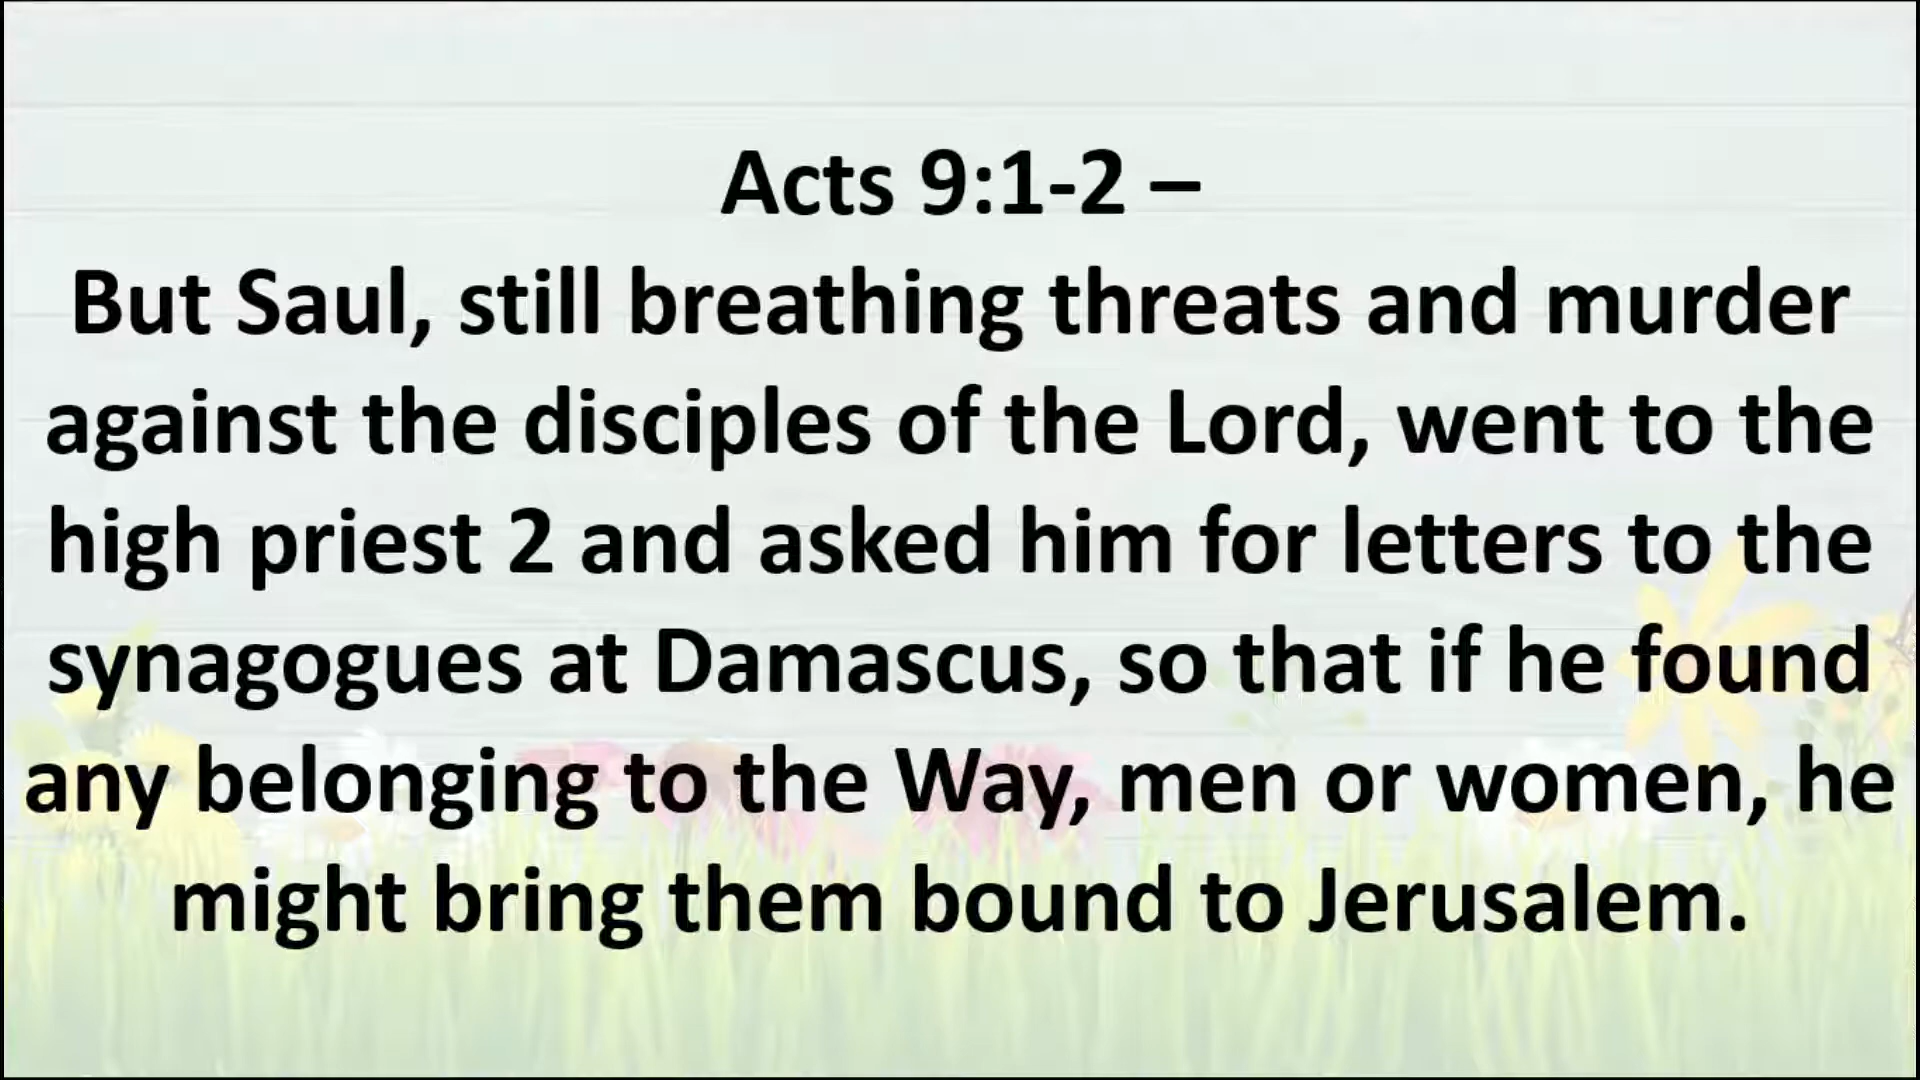 Acts 9:1-2 –
But Saul, still breathing threats and murder
against the disciples of the Lord, went to the
high priest 2 and asked him for letters to the
synagogues at Damascus, so that if he found
any belonging to the Way, men or women, he
might bring them bound to Jerusalem.